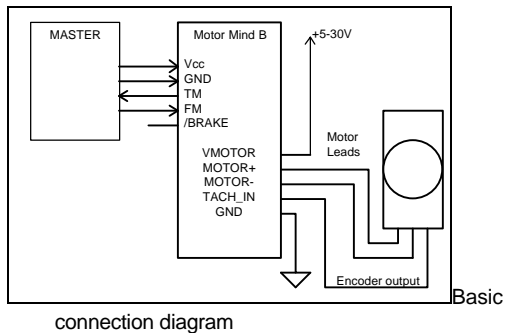 MASTER
Motor Mind B
+5-30V
Vcc
GND
TM
FM
/BRAKE
Motor
Leads
VMOTOR
MOTOR+
MOTOR-
TACH_IN
GND
Encoder output
Basic
connection diagram